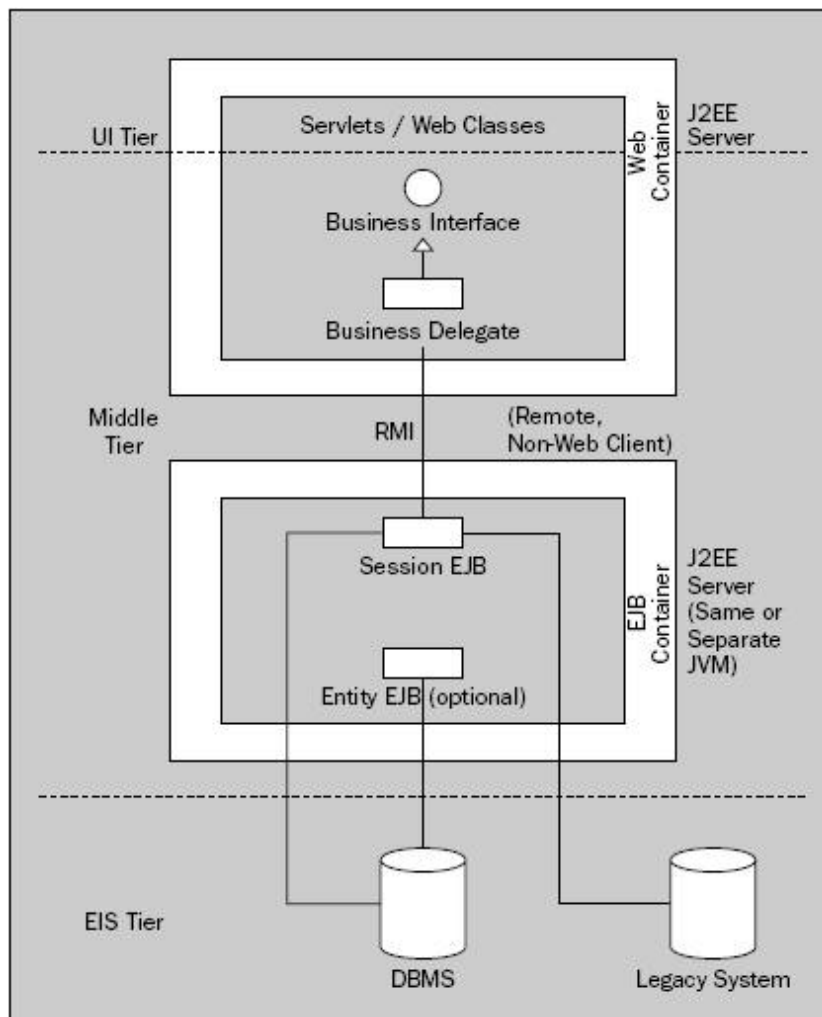 Servlets / Web Classes
UI Tier
Web
Container
J2EE
Server
Business Interface
Business Delegate
Middle
Tier
RMI
(Remote,
Non-Web Client)
Session EJB
EJB
Container
J2EE
Server
(Same or
Separate
JVM)
Entity EJB (optional)
EIS Tier
DBMS
Legacy System